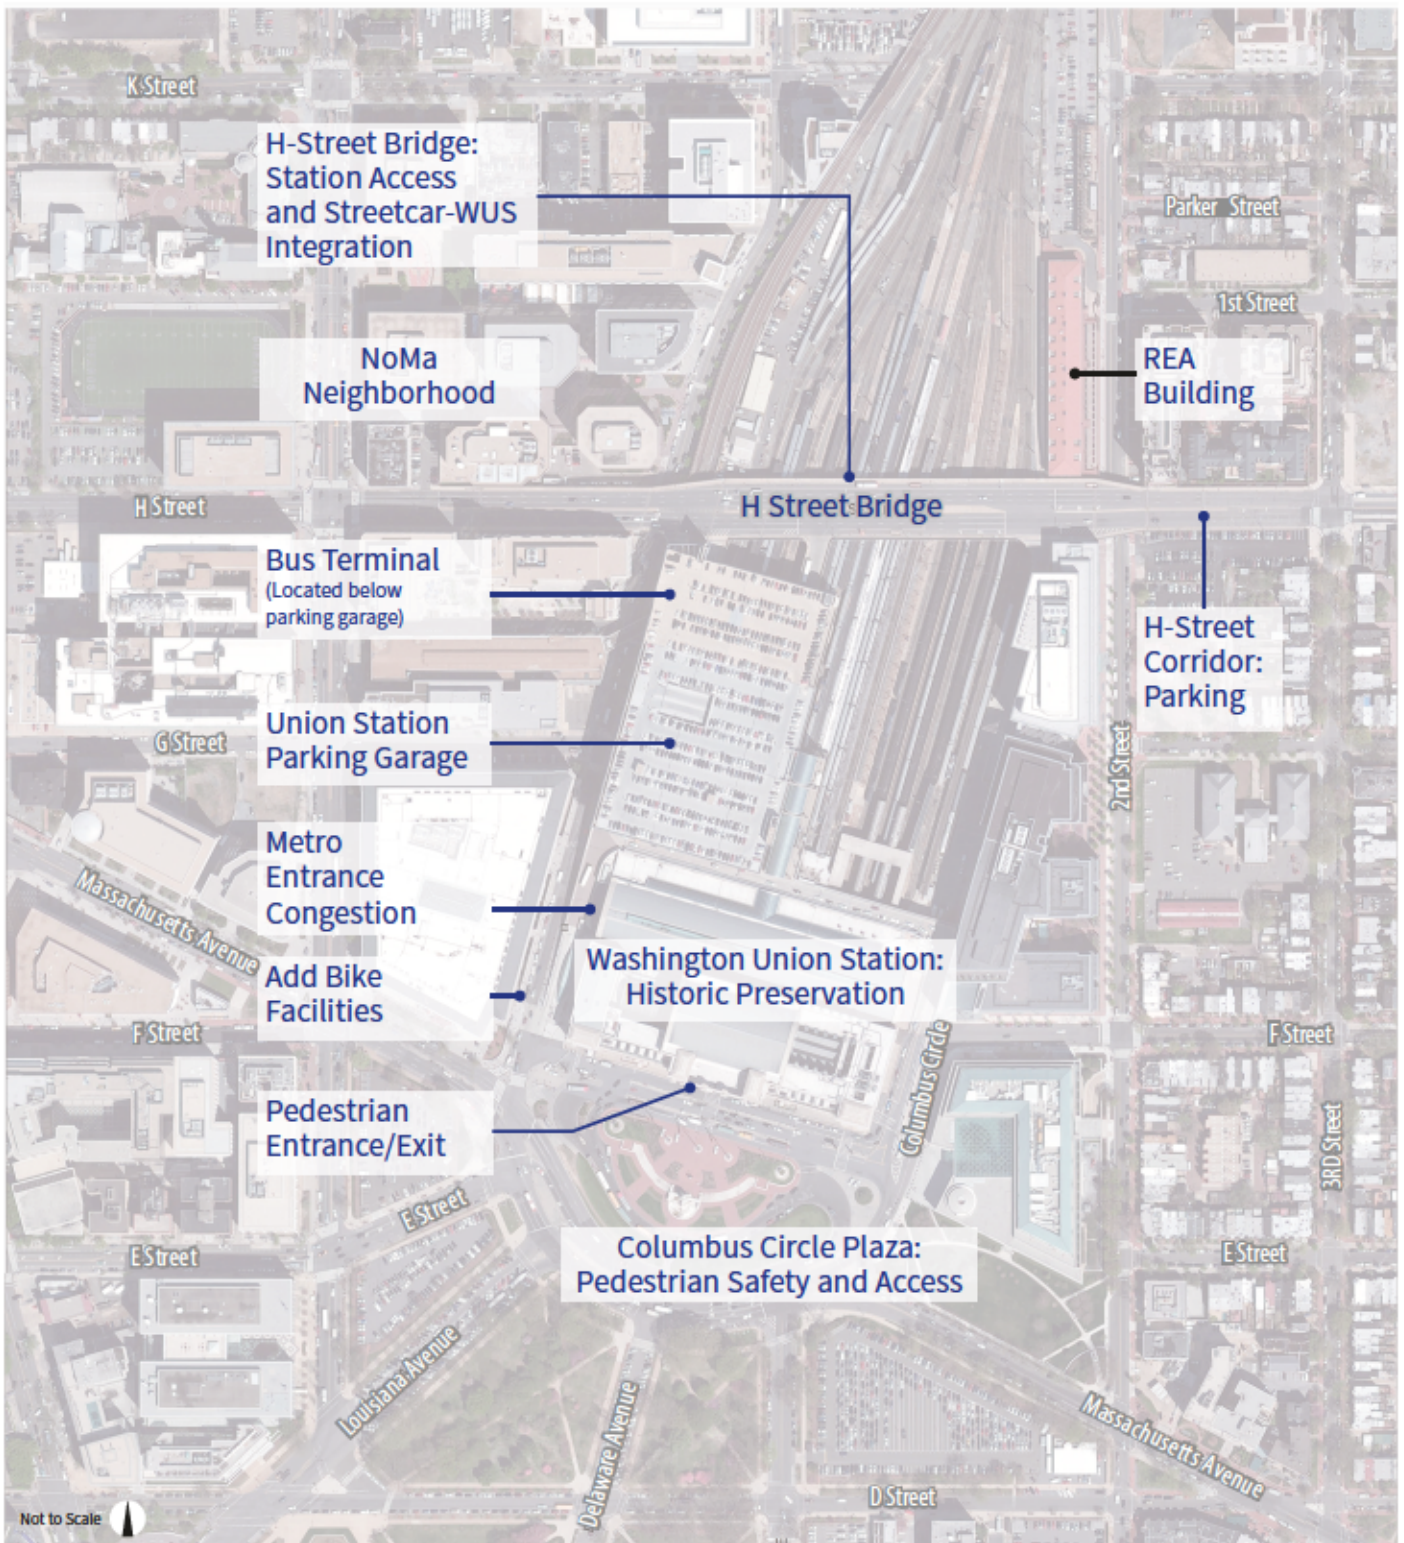 K Street
H-Street Bridge:
Station Access
and Streetcar-WUS
Integration
Parker Street
1st Street
NoMa
Neighborhood
REA
Building
H Street
H Street Bridge
Bus Terminal
(Located below
parking garage)
H-Street
Corridor:
Parking
Union Station
Parking Garage
G Street
2nd Street
Metro
Entrance
Congestion
Massachusetts Avenue
Washington Union Station:
Historic Preservation
Add Bike
Facilities
F Street
F Street
Columbus Circle
Pedestrian
Entrance/Exit
3RD Street
E Street
E Street
E Street
Columbus Circle Plaza:
Pedestrian Safety and Access
Louisiana Avenue
Delaware Avenue
Massachusetts Avenue
D Street
Not to Scale